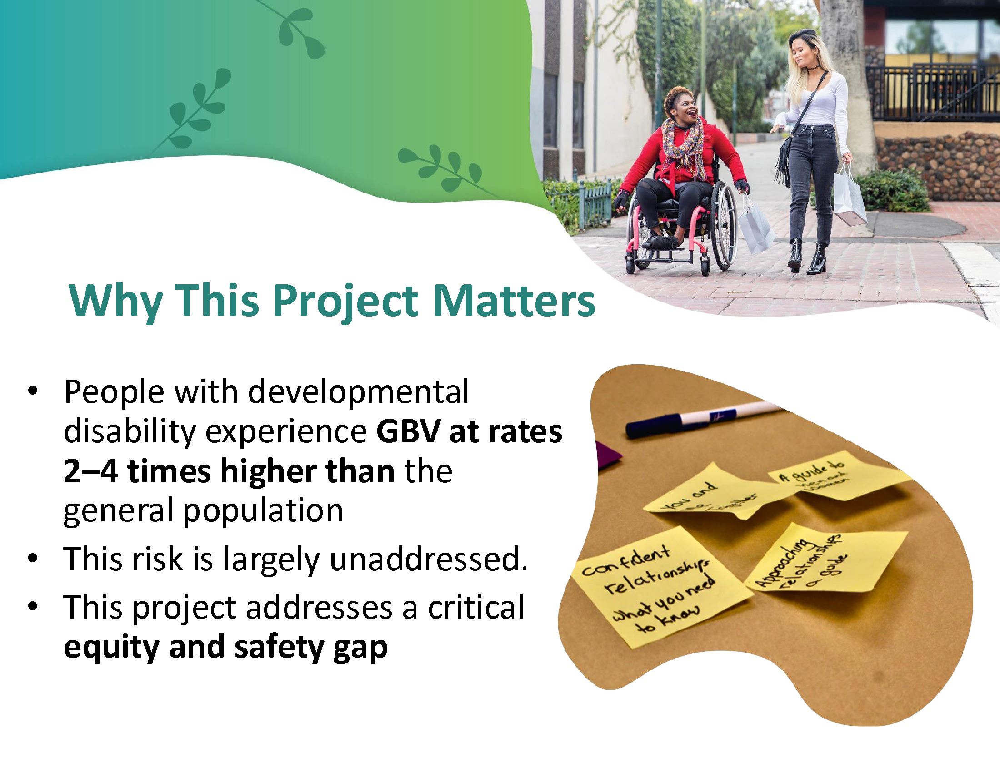 Why This Project Matters
• People with developmental
disability experience GBV at rates
2–4 times higher than the
general population
• This risk is largely unaddressed.
• This project addresses a critical
equity and safety gap
You and
me Together
A guide to
Men and
Women
confident
relationships
what you need
to know
Approaching
relationships
a guide